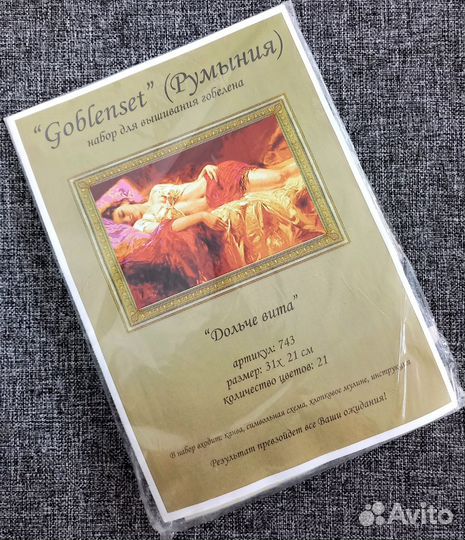 “Goblenset” (Румыния)
набор для вышивания гобелена
“Дольче вита”
артикул: 743
размер: 31х 21 см
количество цветов: 21
В набор входит: канва, символьная схема, хлопковое мулине, инструкция
Результат превзойдет все Ваши ожидания!
Avito